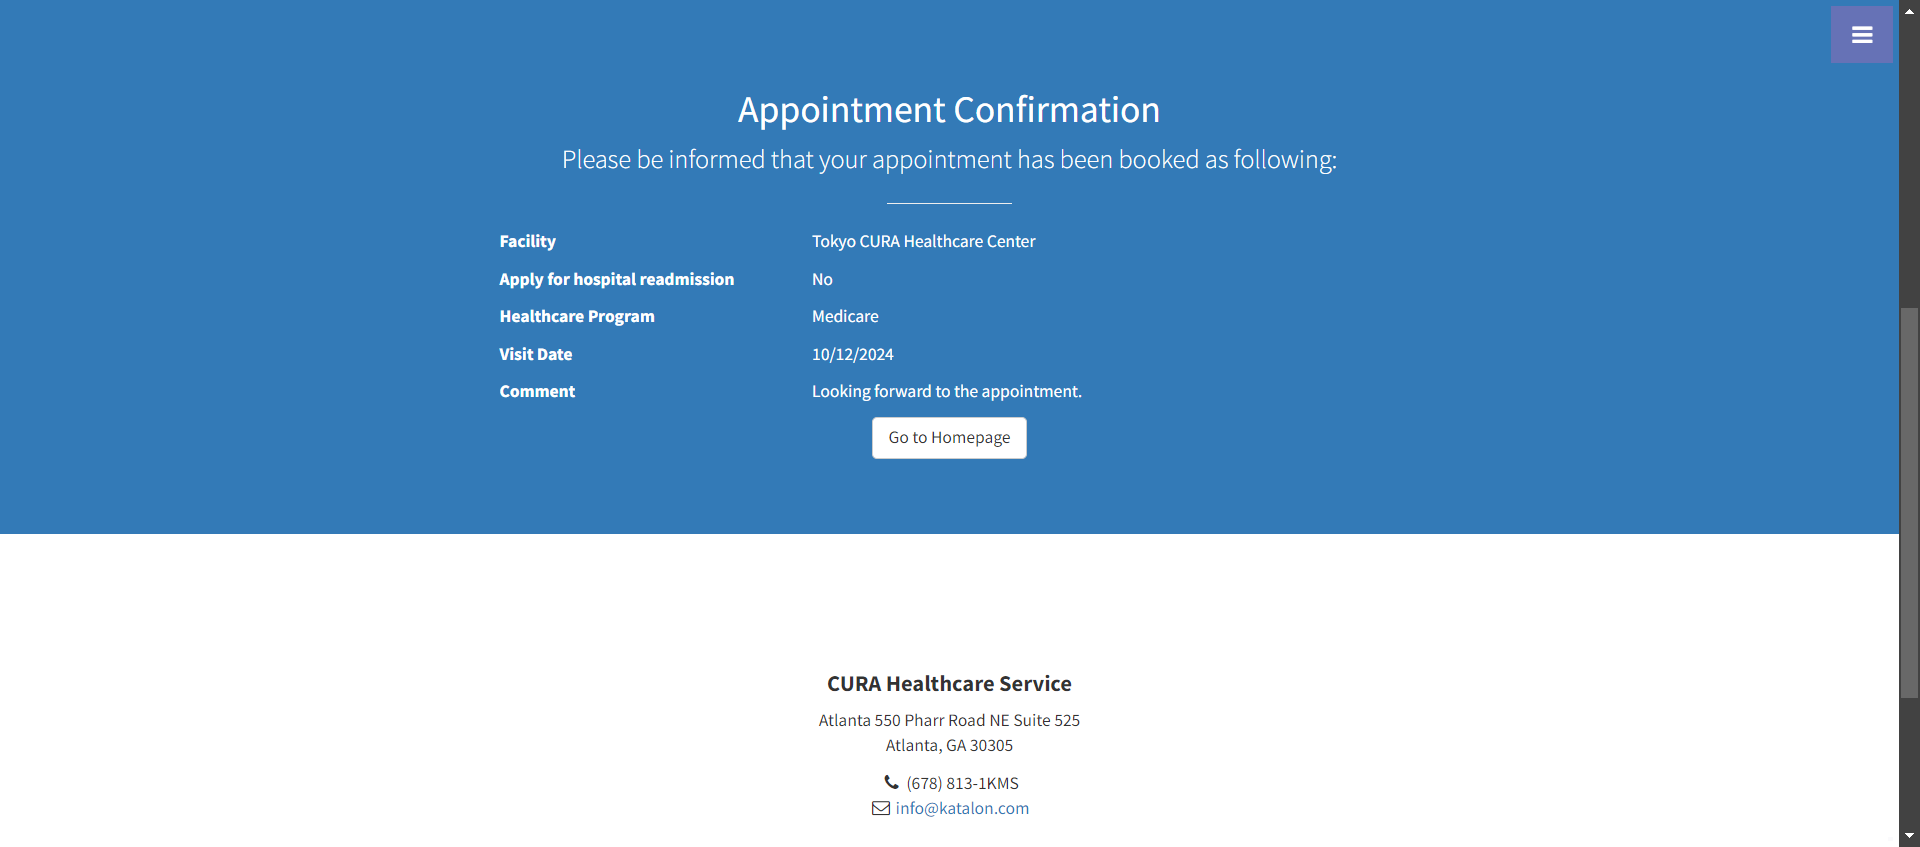 Appointment Confirmation
Please be informed that your appointment has been booked as following:
Facility Tokyo CURA Healthcare Center
Apply for hospital readmission No
Healthcare Program Medicare
Visit Date 10/12/2024
Comment Looking forward to the appointment.
Go to Homepage
CURA Healthcare Service
Atlanta 550 Pharr Road NE Suite 525
Atlanta, GA 30305
(678) 813-1KMS
info@katalon.com